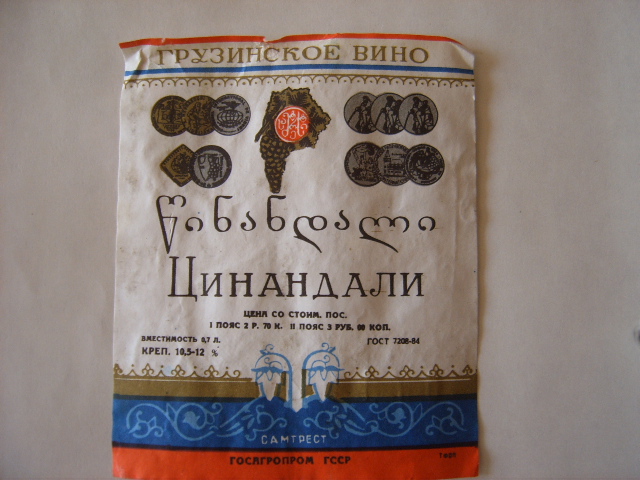 ГРУЗИНСКОЕ ВИНО
წინანდალი
ЦИНАНДАЛИ
ЦЕНА СО СТОИМ. ПОС.
I ПОЯС 2 Р. 70 К. II ПОЯС 3 РУБ. 00 КОП.
ВМЕСТИМОСТЬ 0,7 Л.
ГОСТ 7208-84
КРЕП. 10,5-12 %
САМТРЕСТ
ГОСАГРОПРОМ ГССР